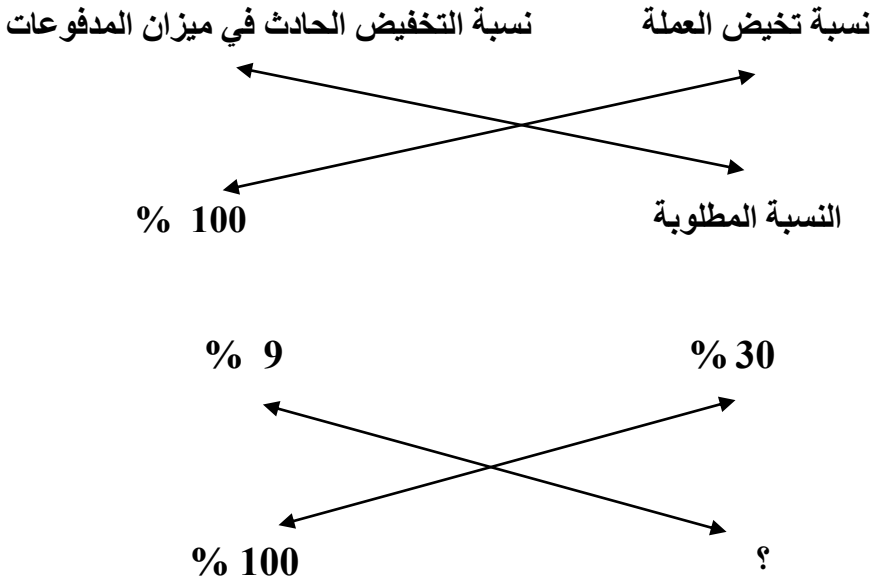 نسبة تخيض العملة نسبة التخفيض الحادث في ميزان المدفوعات
النسبة المطلوبة 100 %
30 % 9 %
؟ 100 %